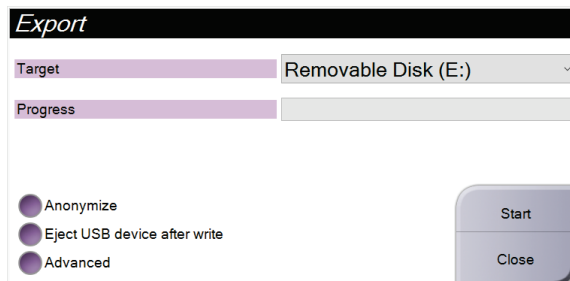 Export
Target
Removable Disk (E:)
Progress
Anonymize
Eject USB device after write
Advanced
Start
Close